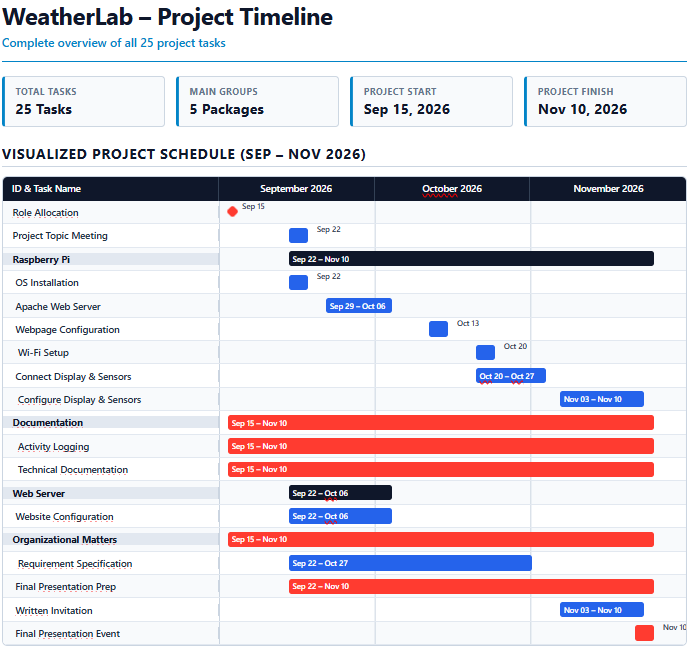 WeatherLab – Project Timeline
Complete overview of all 25 project tasks
TOTAL TASKS
25 Tasks
MAIN GROUPS
5 Packages
PROJECT START
Sep 15, 2026
PROJECT FINISH
Nov 10, 2026
VISUALIZED PROJECT SCHEDULE (SEP – NOV 2026)
ID & Task Name September 2026 October 2026 November 2026
Role Allocation Sep 15
Project Topic Meeting Sep 22
Raspberry Pi Sep 22 – Nov 10
OS Installation Sep 22
Apache Web Server Sep 29 – Oct 06
Webpage Configuration Oct 13
Wi-Fi Setup Oct 20
Connect Display & Sensors Oct 20 – Oct 27
Configure Display & Sensors Nov 03 – Nov 10
Documentation Sep 15 – Nov 10
Activity Logging Sep 15 – Nov 10
Technical Documentation Sep 15 – Nov 10
Web Server Sep 22 – Oct 06
Website Configuration Sep 22 – Oct 06
Organizational Matters Sep 15 – Nov 10
Requirement Specification Sep 22 – Oct 27
Final Presentation Prep Sep 22 – Nov 10
Written Invitation Nov 03 – Nov 10
Final Presentation Event Nov 10